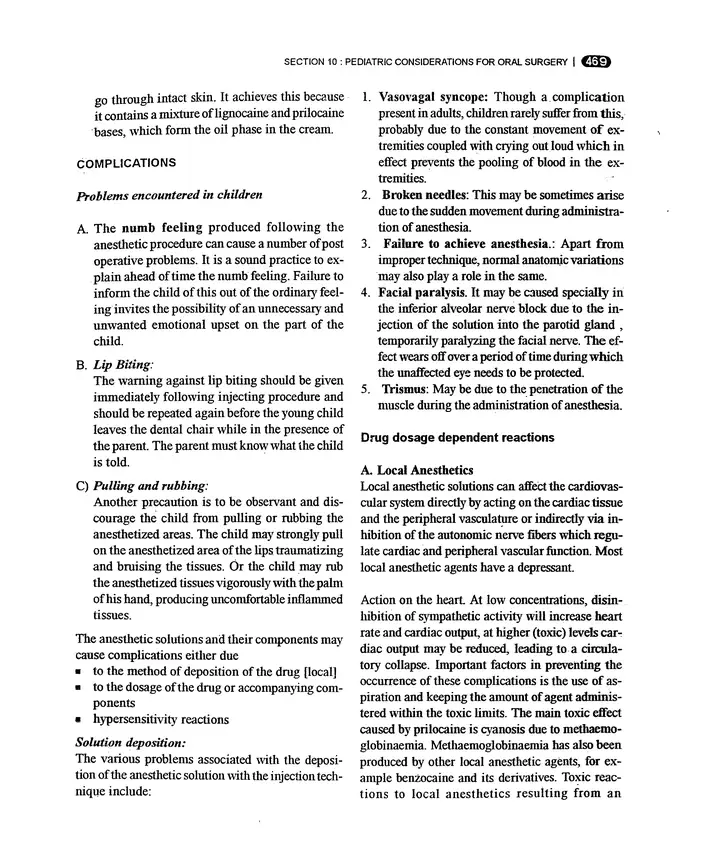 SECTION 10 : PEDIATRIC CONSIDERATIONS FOR ORAL SURGERY | 469
go through intact skin. It achieves this because
it contains a mixture of lignocaine and prilocaine
bases, which form the oil phase in the cream.
COMPLICATIONS
Problems encountered in children
A. The numb feeling produced following the
anesthetic procedure can cause a number of post
operative problems. It is a sound practice to ex-
plain ahead of time the numb feeling. Failure to
inform the child of this out of the ordinary feel-
ing invites the possibility of an unnecessary and
unwanted emotional upset on the part of the
child.
B. Lip Biting:
The warning against lip biting should be given
immediately following injecting procedure and
should be repeated again before the young child
leaves the dental chair while in the presence of
the parent. The parent must know what the child
is told.
C) Pulling and rubbing:
Another precaution is to be observant and dis-
courage the child from pulling or rubbing the
anesthetized areas. The child may strongly pull
on the anesthetized area of the lips traumatizing
and bruising the tissues. Or the child may rub
the anesthetized tissues vigorously with the palm
of his hand, producing uncomfortable inflammed
tissues.
The anesthetic solutions and their components may
cause complications either due
▪ to the method of deposition of the drug [local]
▪ to the dosage of the drug or accompanying com-
ponents
▪ hypersensitivity reactions
Solution deposition:
The various problems associated with the deposi-
tion of the anesthetic solution with the injection tech-
nique include:
1. Vasovagal syncope: Though a complication
present in adults, children rarely suffer from this,
probably due to the constant movement of ex-
tremities coupled with crying out loud which in
effect prevents the pooling of blood in the ex-
tremities.
2. Broken needles: This may be sometimes arise
due to the sudden movement during administra-
tion of anesthesia.
3. Failure to achieve anesthesia.: Apart from
improper technique, normal anatomic variations
may also play a role in the same.
4. Facial paralysis. It may be caused specially in
the inferior alveolar nerve block due to the in-
jection of the solution into the parotid gland ,
temporarily paralyzing the facial nerve. The ef-
fect wears off over a period of time during which
the unaffected eye needs to be protected.
5. Trismus: May be due to the penetration of the
muscle during the administration of anesthesia.
Drug dosage dependent reactions
A. Local Anesthetics
Local anesthetic solutions can affect the cardiovas-
cular system directly by acting on the cardiac tissue
and the peripheral vasculature or indirectly via in-
hibition of the autonomic nerve fibers which regu-
late cardiac and peripheral vascular function. Most
local anesthetic agents have a depressant.
Action on the heart. At low concentrations, disin-
hibition of sympathetic activity will increase heart
rate and cardiac output, at higher (toxic) levels car-
diac output may be reduced, leading to a circula-
tory collapse. Important factors in preventing the
occurrence of these complications is the use of as-
piration and keeping the amount of agent adminis-
tered within the toxic limits. The main toxic effect
caused by prilocaine is cyanosis due to methaemo-
globinaemia. Methaemoglobinaemia has also been
produced by other local anesthetic agents, for ex-
ample benzocaine and its derivatives. Toxic reac-
tions to local anesthetics resulting from an